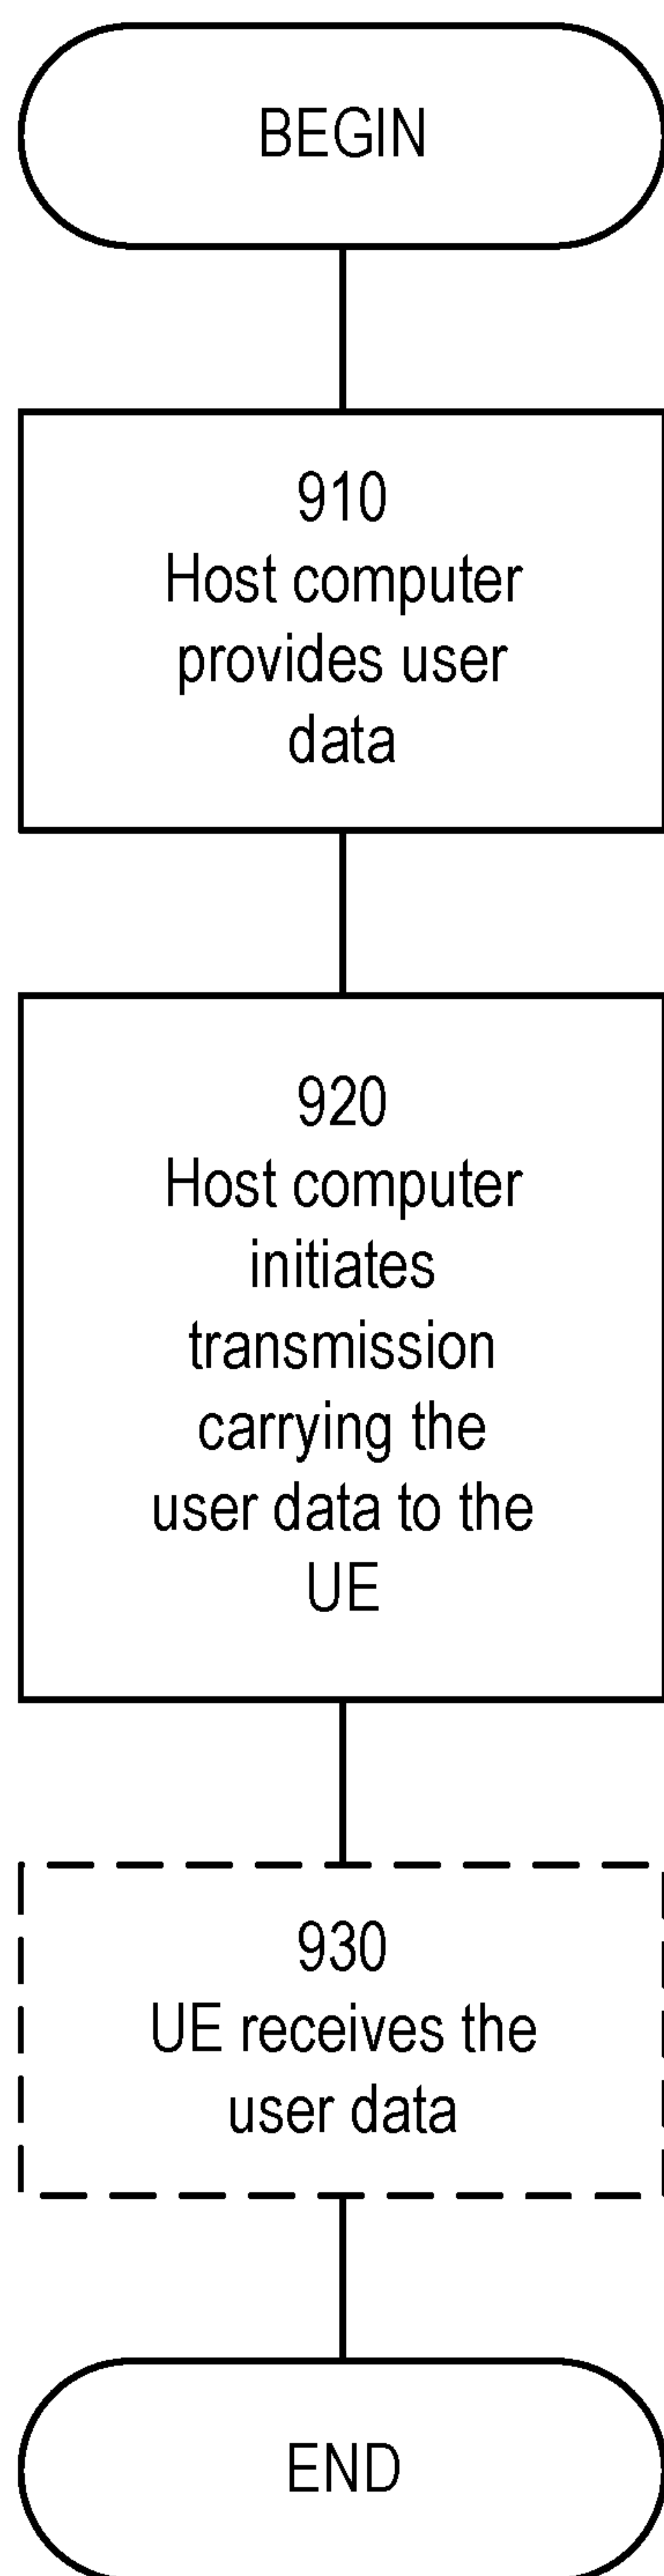 BEGIN
910
Host computer
provides user
data
920
Host computer
initiates
transmission
carrying the
user data to the
UE
930
UE receives the
user data
END